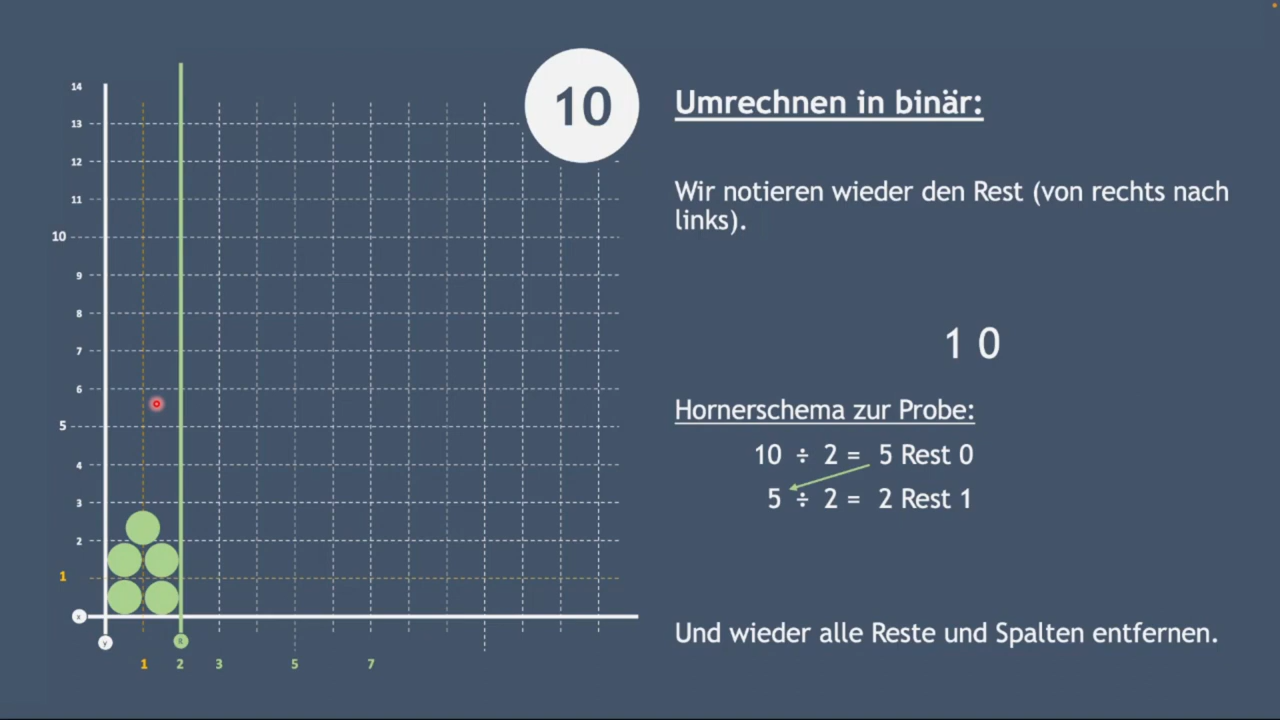 10
Umrechnen in binär:
Wir notieren wieder den Rest (von rechts nach
links).
1 0
Hornerschema zur Probe:
10 ÷ 2 = 5 Rest 0
5 ÷ 2 = 2 Rest 1
Und wieder alle Reste und Spalten entfernen.
14
13
12
11
10
9
8
7
6
5
4
3
2
1
X
Y
R
1 2 3 5 7